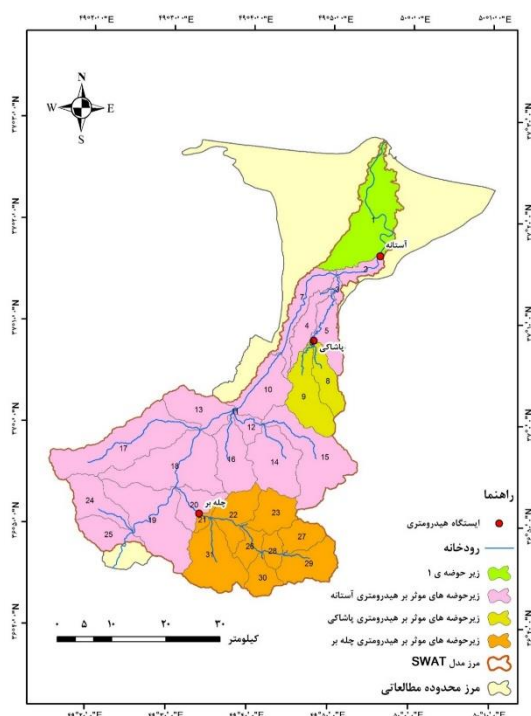 N
W E
S
1
آستانه
2
3
7
4
5
پاشاکی
8
9
10
11
12
13
14
15
16
17
18
چله بر
19
20
21
22
23
24
25
26
27
28
29
30
31
راهنما
ایستگاه هیدرومتری
رودخانه
زیر حوضه ی ۱
زیرحوضه های موثر بر هیدرومتری آستانه
زیرحوضه های موثر بر هیدرومتری پاشاکی
زیرحوضه های موثر بر هیدرومتری چله بر
مرز مدل SWAT
مرز محدوده مطالعاتی
۰ ۵ ۱۰ ۲۰ ۳۰
کیلومتر